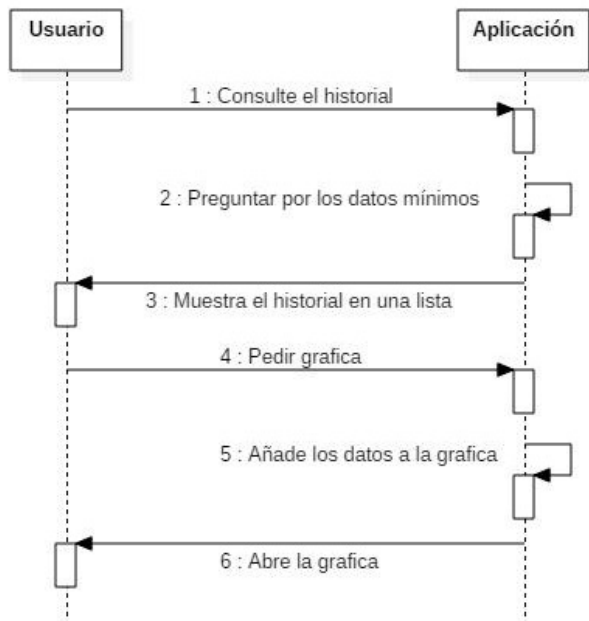 Usuario
Aplicación
1 : Consulte el historial
2 : Preguntar por los datos mínimos
3 : Muestra el historial en una lista
4 : Pedir grafica
5 : Añade los datos a la grafica
6 : Abre la grafica